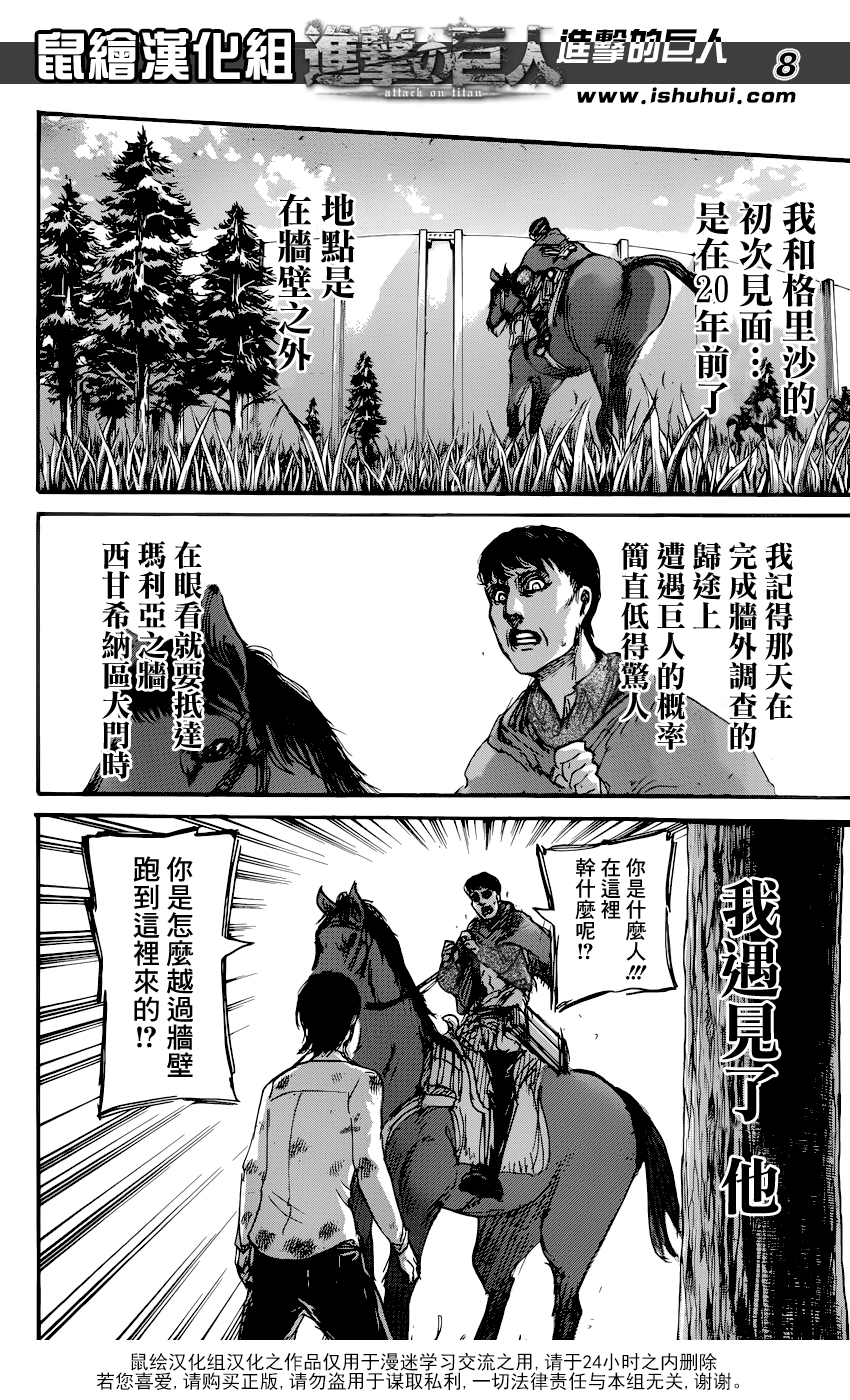 鼠繪漢化組
進撃の巨人
attack on titan
進擊的巨人
8
www.ishuhui.com
我和格里沙的
初次見面…
是在20年前了
地點是
在牆壁之外
我記得那天在
完成牆外調查的
歸途上
遭遇巨人的概率
簡直低得驚人
在眼看就要抵達
瑪利亞之牆
西甘希納區大門時
我遇見了 他
你是什麼人!!!
在這裡
幹什麼呢!?
你是怎麼越過牆壁
跑到這裡來的!?
鼠绘汉化组汉化之作品仅用于漫迷学习交流之用, 请于24小时之内删除
若您喜爱, 请购买正版, 请勿盗用于谋取私利, 一切法律责任与本组无关, 谢谢。